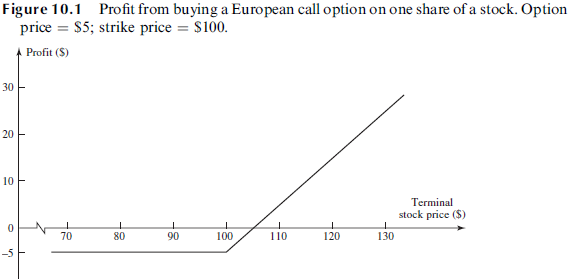 Figure 10.1 Profit from buying a European call option on one share of a stock. Option
price = $5; strike price = $100.
Profit ($)
30
20
10
Terminal
stock price ($)
0
70 80 90 100 110 120 130
–5